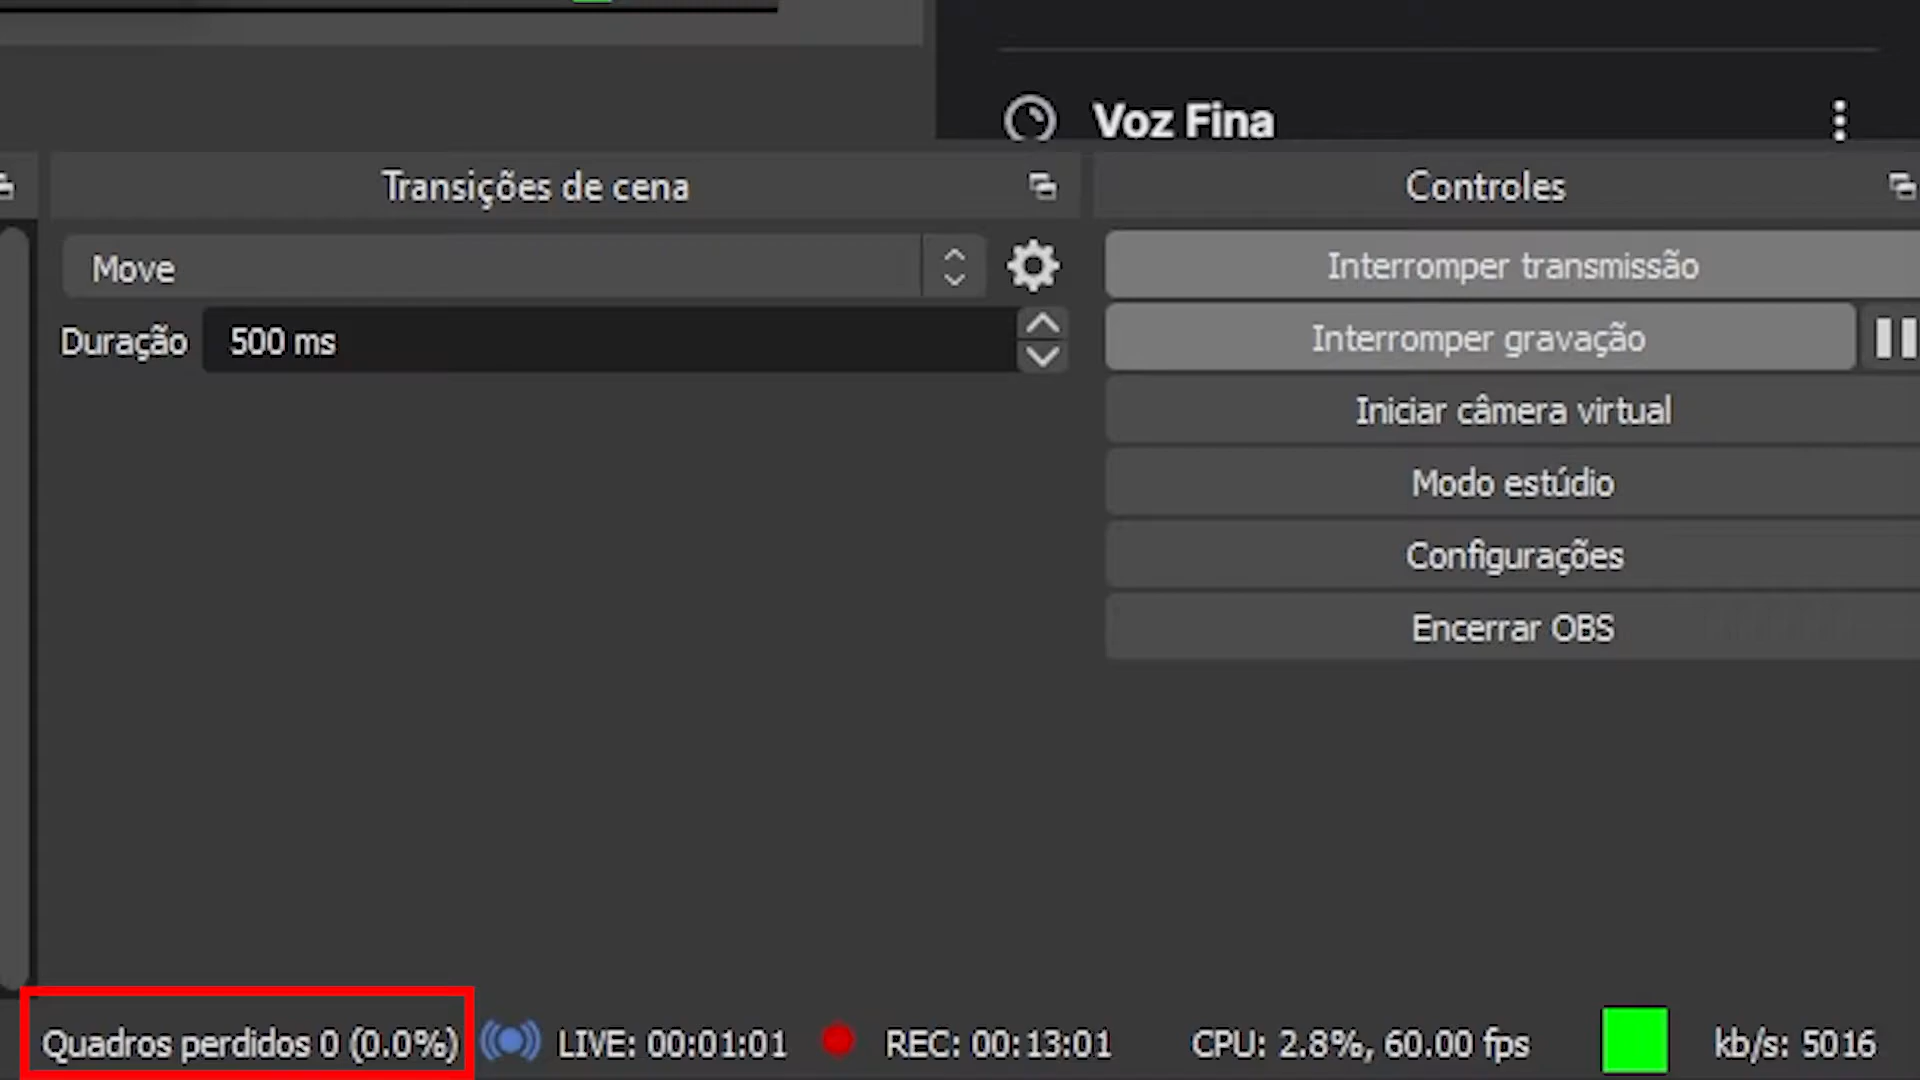 Voz Fina
Transições de cena
Controles
Move
Duração 500 ms
Interromper transmissão
Interromper gravação
Iniciar câmera virtual
Modo estúdio
Configurações
Encerrar OBS
Quadros perdidos 0 (0.0%) LIVE: 00:01:01 REC: 00:13:01 CPU: 2.8%, 60.00 fps kb/s: 5016